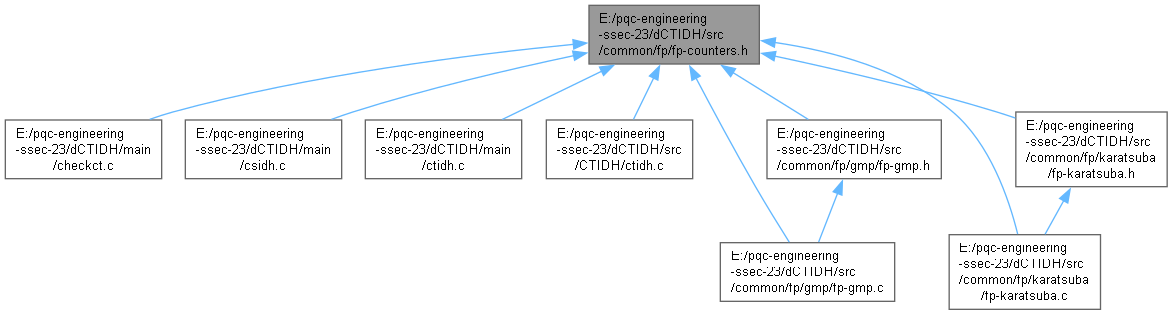 E:/pqc-engineering
-ssec-23/dCTIDH/src
/common/fp/fp-counters.h
E:/pqc-engineering
-ssec-23/dCTIDH/main
/checkct.c
E:/pqc-engineering
-ssec-23/dCTIDH/main
/csidh.c
E:/pqc-engineering
-ssec-23/dCTIDH/main
/ctidh.c
E:/pqc-engineering
-ssec-23/dCTIDH/src
/CTIDH/ctidh.c
E:/pqc-engineering
-ssec-23/dCTIDH/src
/common/fp/gmp/fp-gmp.h
E:/pqc-engineering
-ssec-23/dCTIDH/src
/common/fp/karatsuba
/fp-karatsuba.h
E:/pqc-engineering
-ssec-23/dCTIDH/src
/common/fp/gmp/fp-gmp.c
E:/pqc-engineering
-ssec-23/dCTIDH/src
/common/fp/karatsuba
/fp-karatsuba.c